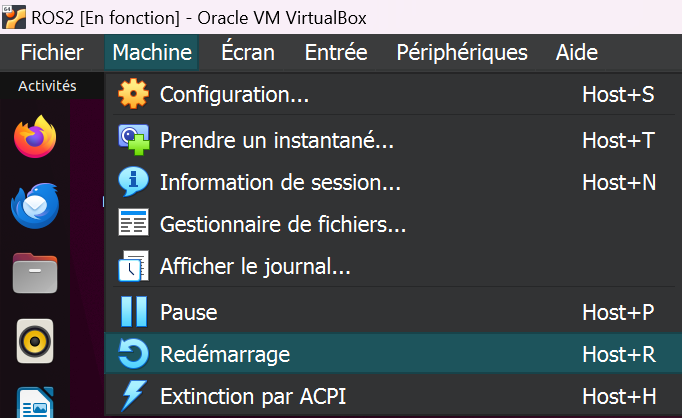 ROS2 [En fonction] - Oracle VM VirtualBox
Fichier Machine Écran Entrée Périphériques Aide
Activités
Configuration... Host+S
Prendre un instantané... Host+T
Information de session... Host+N
Gestionnaire de fichiers...
Afficher le journal...
Pause Host+P
Redémarrage Host+R
Extinction par ACPI Host+H